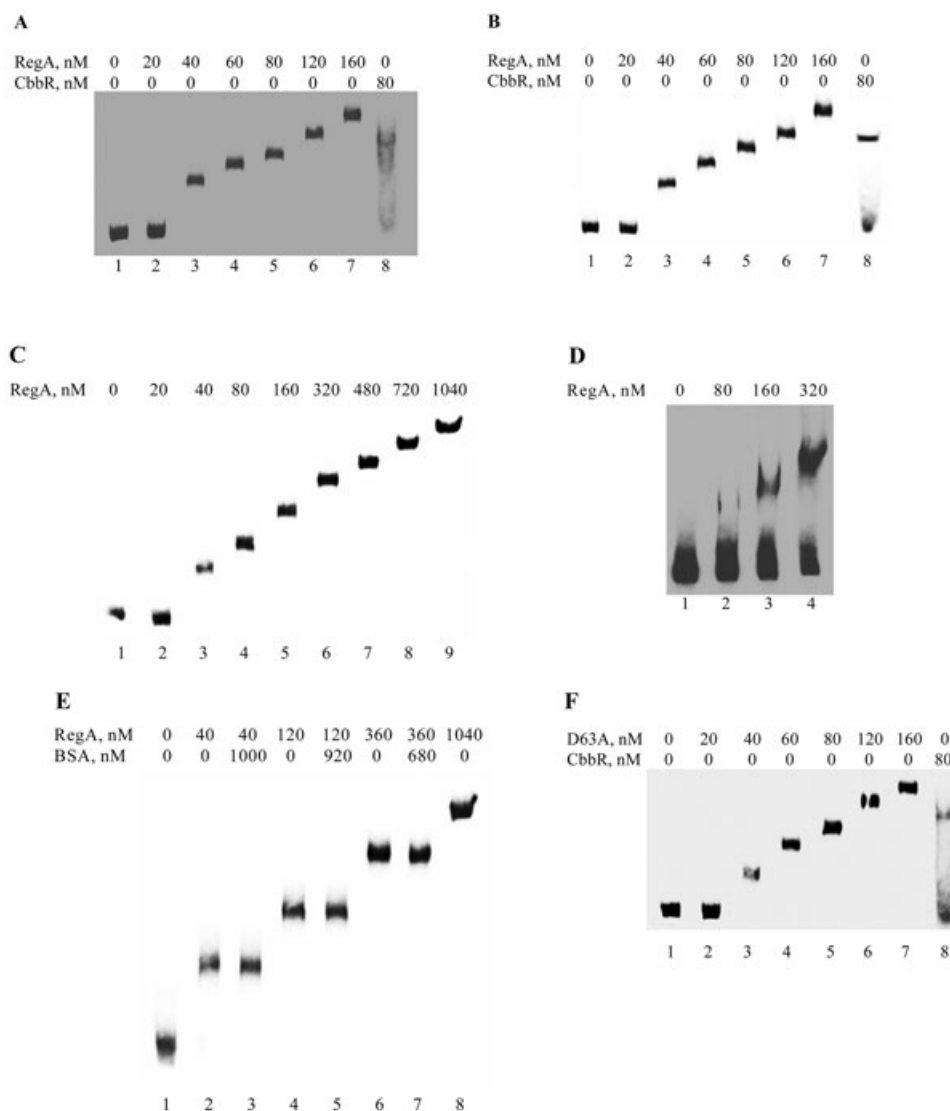 A
RegA, nM 0 20 40 60 80 120 160 0
CbbR, nM 0 0 0 0 0 0 0 80
1 2 3 4 5 6 7 8
B
RegA, nM 0 20 40 60 80 120 160 0
CbbR, nM 0 0 0 0 0 0 0 80
1 2 3 4 5 6 7 8
C
RegA, nM 0 20 40 80 160 320 480 720 1040
1 2 3 4 5 6 7 8 9
D
RegA, nM 0 80 160 320
1 2 3 4
E
RegA, nM 0 40 40 120 120 360 360 1040
BSA, nM 0 0 1000 0 920 0 680 0
1 2 3 4 5 6 7 8
F
D63A, nM 0 20 40 60 80 120 160 0
CbbR, nM 0 0 0 0 0 0 0 80
1 2 3 4 5 6 7 8